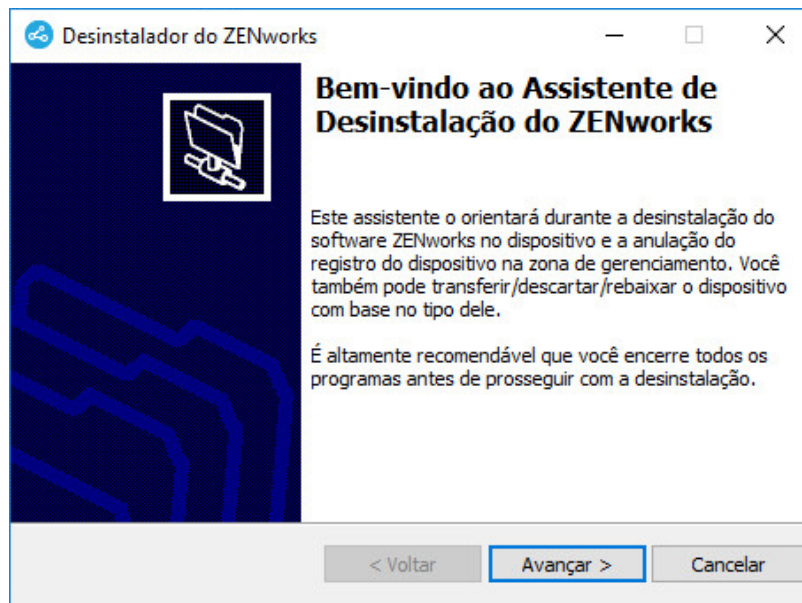 Desinstalador do ZENworks
Bem-vindo ao Assistente de
Desinstalação do ZENworks
Este assistente o orientará durante a desinstalação do
software ZENworks no dispositivo e a anulação do
registro do dispositivo na zona de gerenciamento. Você
também pode transferir/descartar/rebaixar o dispositivo
com base no tipo dele.
É altamente recomendável que você encerre todos os
programas antes de prosseguir com a desinstalação.
< Voltar
Avançar >
Cancelar